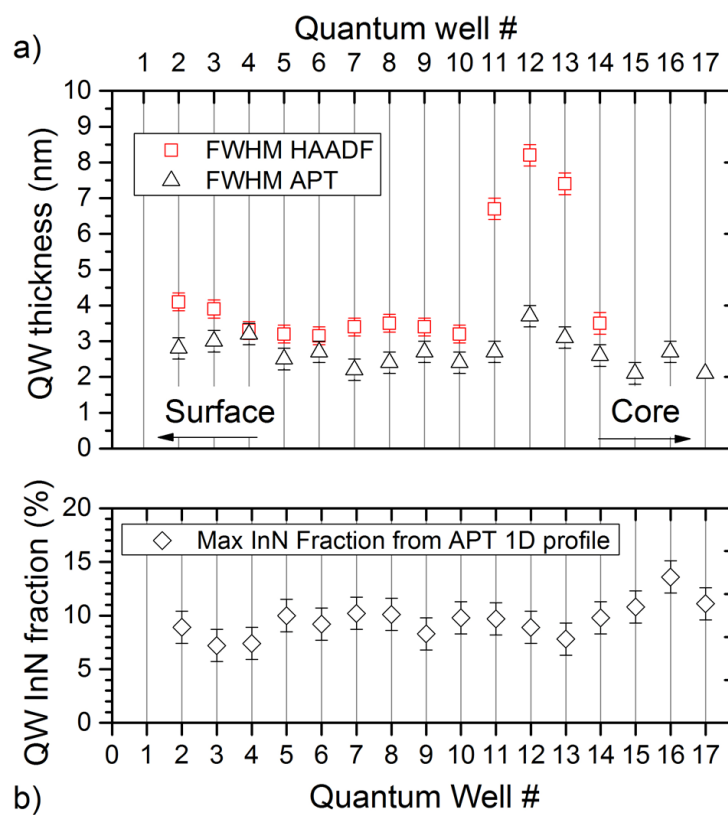 a)
Quantum well #
1 2 3 4 5 6 7 8 9 10 11 12 13 14 15 16 17
10
9
8
7
6
5
4
3
2
1
0
QW thickness (nm)
FWHM HAADF
FWHM APT
Surface
Core
20
15
10
5
0
QW InN fraction (%)
Max InN Fraction from APT 1D profile
0 1 2 3 4 5 6 7 8 9 10 11 12 13 14 15 16 17
b)
Quantum Well #